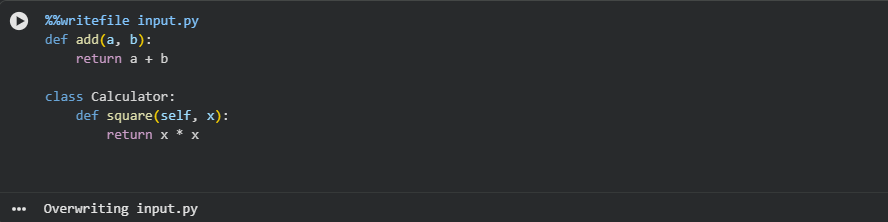 %%writefile input.py
def add(a, b):
    return a + b

class Calculator:
    def square(self, x):
        return x * x

Overwriting input.py